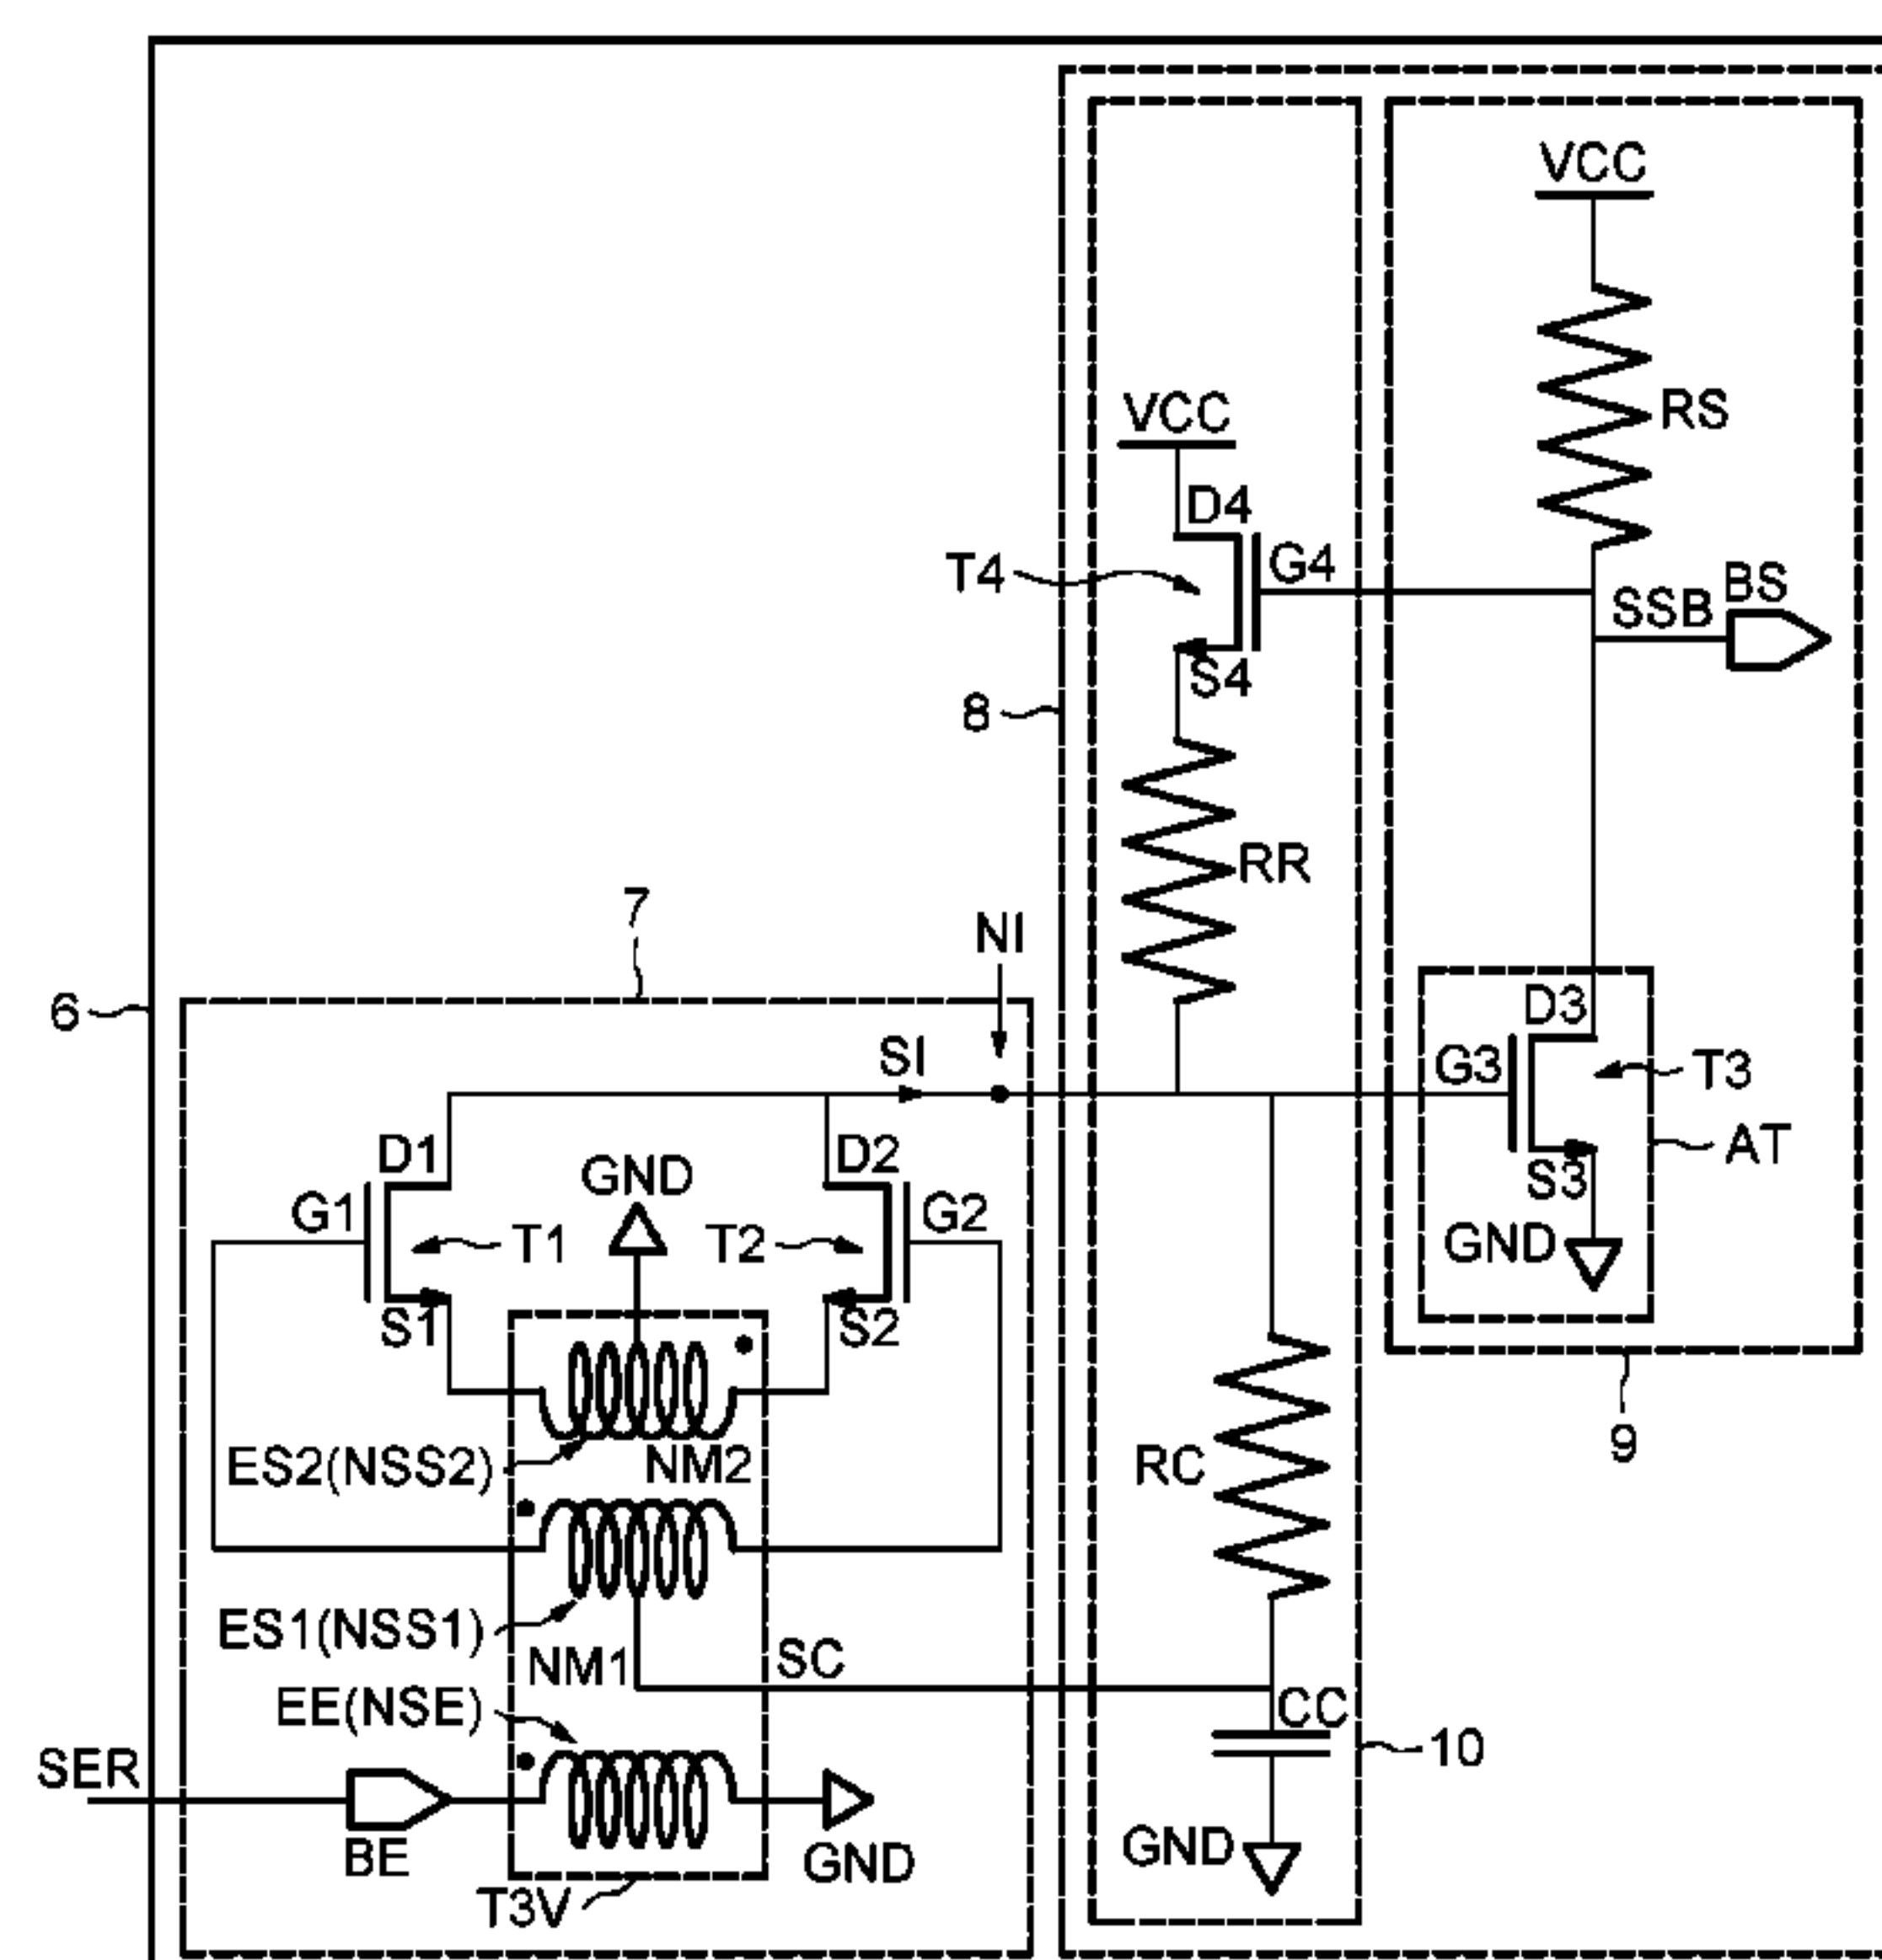 VCC
VCC
RS
D4
T4
G4
BS
SSB
S4
8
RR
7
NI
6
SI
D3
G3
T3
D1
GND
D2
AT
S3
G1
T1
T2
G2
GND
S1
S2
ES2(NSS2)
NM2
RC
9
ES1(NSS1)
NM1
SC
EE(NSE)
CC
10
SER
BE
GND
GND
T3V